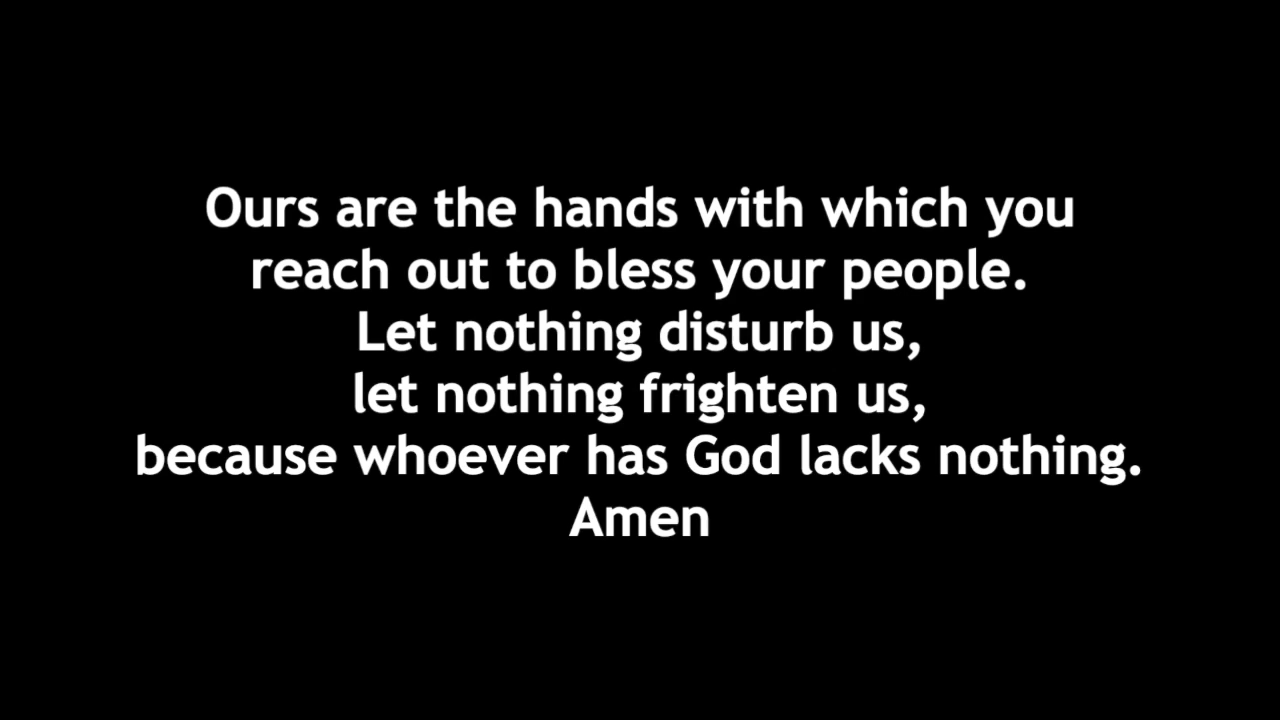 Ours are the hands with which you
reach out to bless your people.
Let nothing disturb us,
let nothing frighten us,
because whoever has God lacks nothing.
Amen